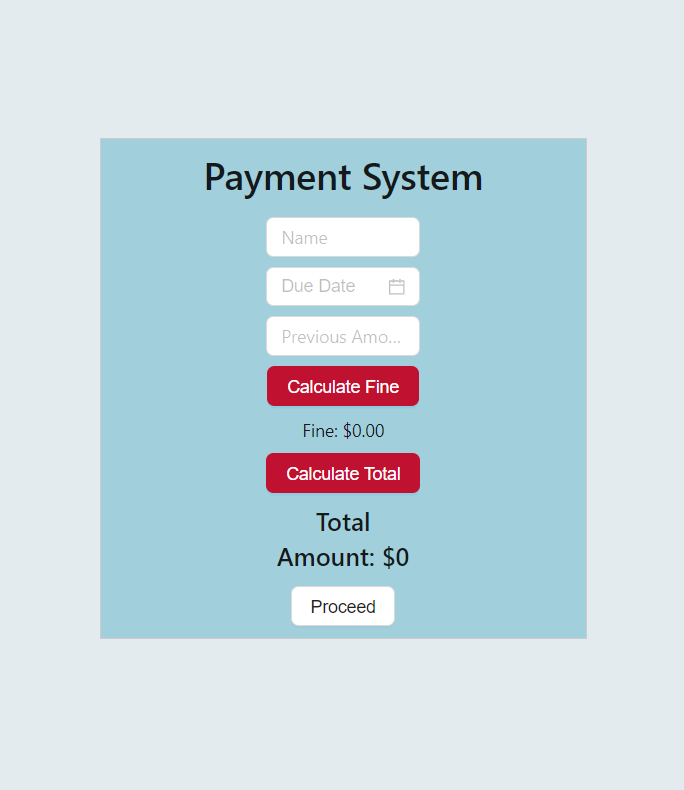 Payment System
Name
Due Date
Previous Amo...
Calculate Fine
Fine: $0.00
Calculate Total
Total
Amount: $0
Proceed